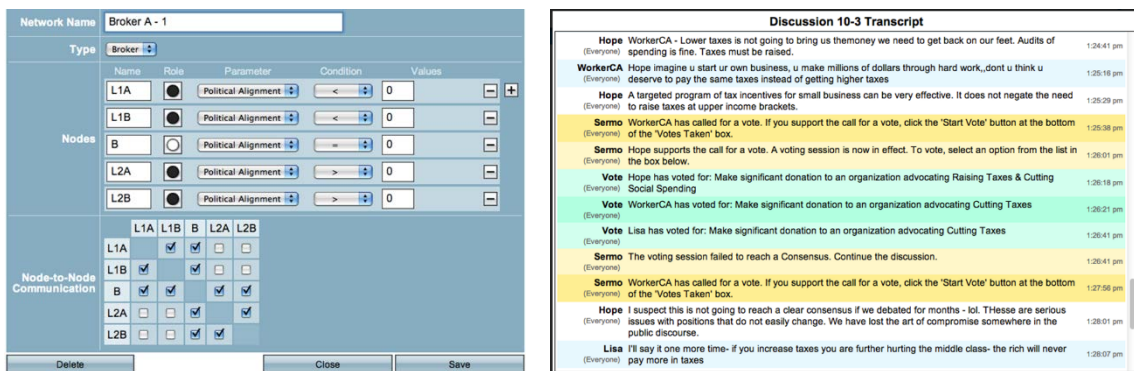 Network Name Broker A - 1
Type Broker
Name Role Parameter Condition Values
Nodes
L1A Political Alignment < 0
L1B Political Alignment < 0
B Political Alignment = 0
L2A Political Alignment > 0
L2B Political Alignment > 0
L1A L1B B L2A L2B
Node-to-Node
Communication
L1A
L1B
B
L2A
L2B
Delete Close Save
Discussion 10-3 Transcript
Hope WorkerCA - Lower taxes is not going to bring us themoney we need to get back on our feet. Audits of
(Everyone) spending is fine. Taxes must be raised. 1:24:41 pm
WorkerCA Hope imagine u start ur own business, u make millions of dollars through hard work,,dont u think u
(Everyone) deserve to pay the same taxes instead of getting higher taxes 1:25:18 pm
Hope A targeted program of tax incentives for small business can be very effective. It does not negate the need
(Everyone) to raise taxes at upper income brackets. 1:25:29 pm
Sermo WorkerCA has called for a vote. If you support the call for a vote, click the 'Start Vote' button at the bottom
(Everyone) of the 'Votes Taken' box. 1:25:38 pm
Sermo Hope supports the call for a vote. A voting session is now in effect. To vote, select an option from the list in
(Everyone) the box below. 1:26:01 pm
Vote Hope has voted for: Make significant donation to an organization advocating Raising Taxes & Cutting
(Everyone) Social Spending 1:26:18 pm
Vote WorkerCA has voted for: Make significant donation to an organization advocating Cutting Taxes
(Everyone) 1:26:21 pm
Vote Lisa has voted for: Make significant donation to an organization advocating Cutting Taxes
(Everyone) 1:26:41 pm
Sermo The voting session failed to reach a Consensus. Continue the discussion.
(Everyone) 1:26:41 pm
Sermo WorkerCA has called for a vote. If you support the call for a vote, click the 'Start Vote' button at the bottom
(Everyone) of the 'Votes Taken' box. 1:27:56 pm
Hope I suspect this is not going to reach a clear consensus if we debated for months - lol. THesse are serious
(Everyone) issues with positions that do not easily change. We have lost the art of compromise somewhere in the 1:28:01 pm
public discourse.
Lisa I'll say it one more time- if you increase taxes you are further hurting the middle class- the rich will never
(Everyone) pay more in taxes 1:28:07 pm